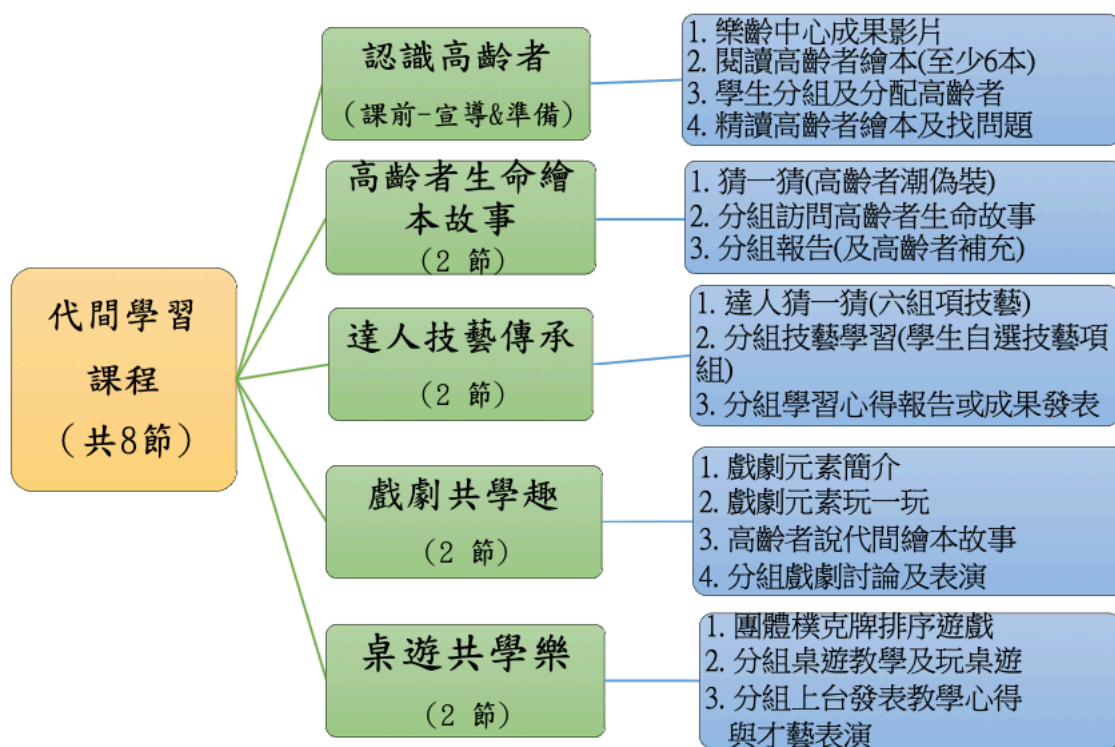 代間學習
課程
(共8節)
認識高齡者
(課前-宣導&準備)
1. 樂齡中心成果影片
2. 閱讀高齡者繪本(至少6本)
3. 學生分組及分配高齡者
4. 精讀高齡者繪本及找問題
高齡者生命繪
本故事
(2 節)
1. 猜一猜(高齡者潮偽裝)
2. 分組訪問高齡者生命故事
3. 分組報告(及高齡者補充)
達人技藝傳承
(2 節)
1. 達人猜一猜(六組項技藝)
2. 分組技藝學習(學生自選技藝項
組)
3. 分組學習心得報告或成果發表
戲劇共學趣
(2 節)
1. 戲劇元素簡介
2. 戲劇元素玩一玩
3. 高齡者說代間繪本故事
4. 分組戲劇討論及表演
桌遊共學樂
(2 節)
1. 團體樸克牌排序遊戲
2. 分組桌遊教學及玩桌遊
3. 分組上台發表教學心得
與才藝表演